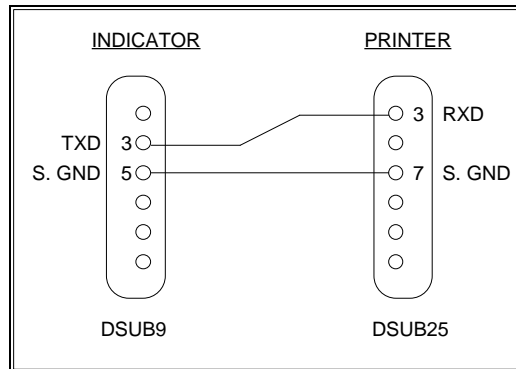 INDICATOR PRINTER
3 RXD
TXD 3
S. GND 5 7 S. GND
DSUB9 DSUB25